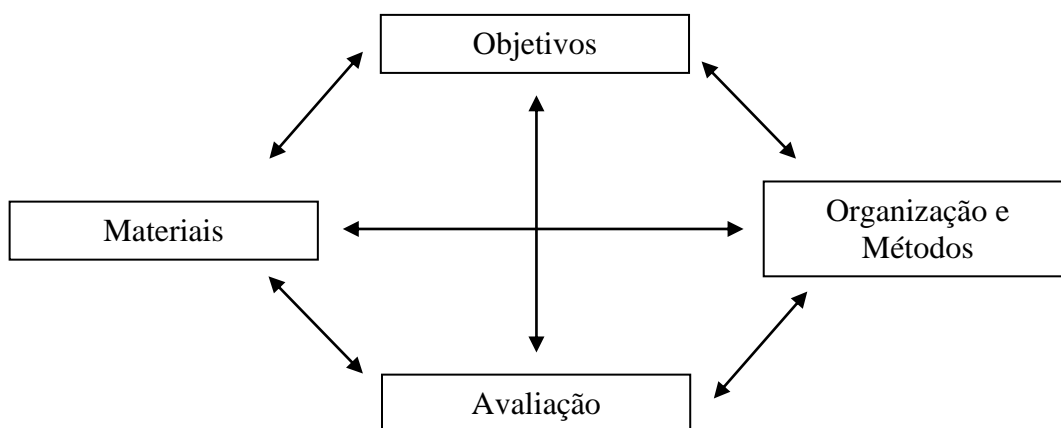 Objetivos
Materiais
Organização e
Métodos
Avaliação